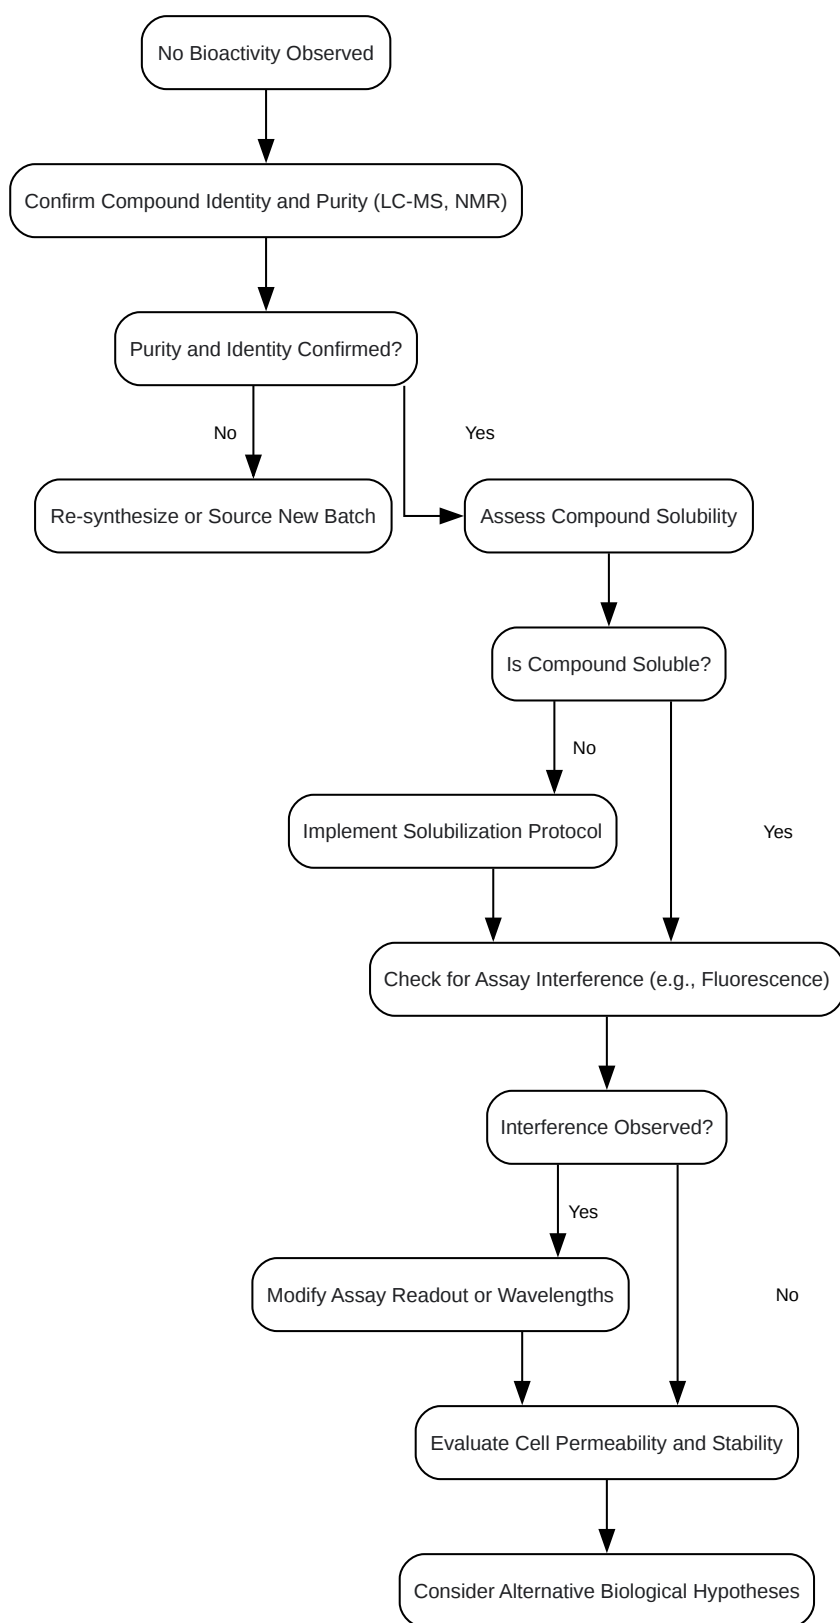 No Bioactivity Observed
Confirm Compound Identity and Purity (LC-MS, NMR)
Purity and Identity Confirmed?
No
Yes
Re-synthesize or Source New Batch
Assess Compound Solubility
Is Compound Soluble?
No
Implement Solubilization Protocol
Yes
Check for Assay Interference (e.g., Fluorescence)
Interference Observed?
Yes
Modify Assay Readout or Wavelengths
No
Evaluate Cell Permeability and Stability
Consider Alternative Biological Hypotheses